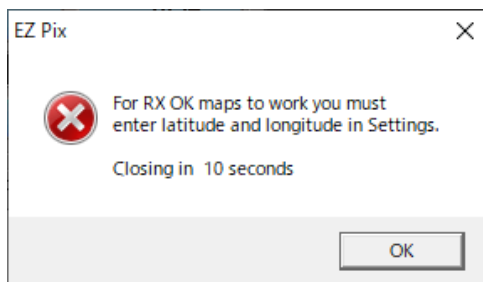 EZ Pix
For RX OK maps to work you must
enter latitude and longitude in Settings.
Closing in  10 seconds
OK